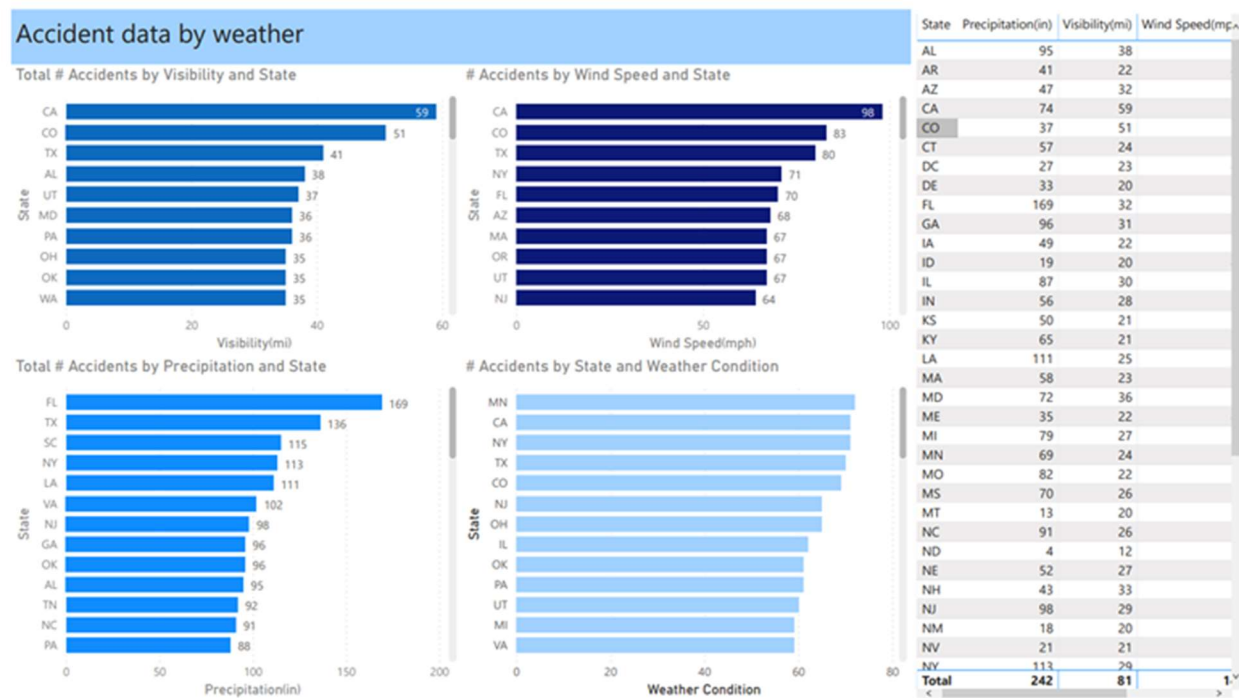 Accident data by weather
Total # Accidents by Visibility and State
State
CA 59
CO 51
TX 41
AL 38
UT 37
MD 36
PA 36
OH 35
OK 35
WA 35
0 20 40 60
Visibility(mi)
# Accidents by Wind Speed and State
State
CA 98
CO 83
TX 80
NY 71
FL 70
AZ 68
MA 67
OR 67
UT 67
NJ 64
0 50 100
Wind Speed(mph)
Total # Accidents by Precipitation and State
State
FL 169
TX 136
SC 115
NY 113
LA 111
VA 102
NJ 98
GA 96
OK 96
AL 95
TN 92
NC 91
PA 88
0 50 100 150 200
Precipitation(in)
# Accidents by State and Weather Condition
State
MN
CA
NY
TX
CO
NJ
OH
IL
OK
PA
UT
MI
VA
0 20 40 60 80
Weather Condition
State Precipitation(in) Visibility(mi) Wind Speed(mp
AL 95 38
AR 41 22
AZ 47 32
CA 74 59
CO 37 51
CT 57 24
DC 27 23
DE 33 20
FL 169 32
GA 96 31
IA 49 22
ID 19 20
IL 87 30
IN 56 28
KS 50 21
KY 65 21
LA 111 25
MA 58 23
MD 72 36
ME 35 22
MI 79 27
MN 69 24
MO 82 22
MS 70 26
MT 13 20
NC 91 26
ND 4 12
NE 52 27
NH 43 33
NJ 98 29
NM 18 20
NV 21 21
NY 113 29
Total 242 81 1